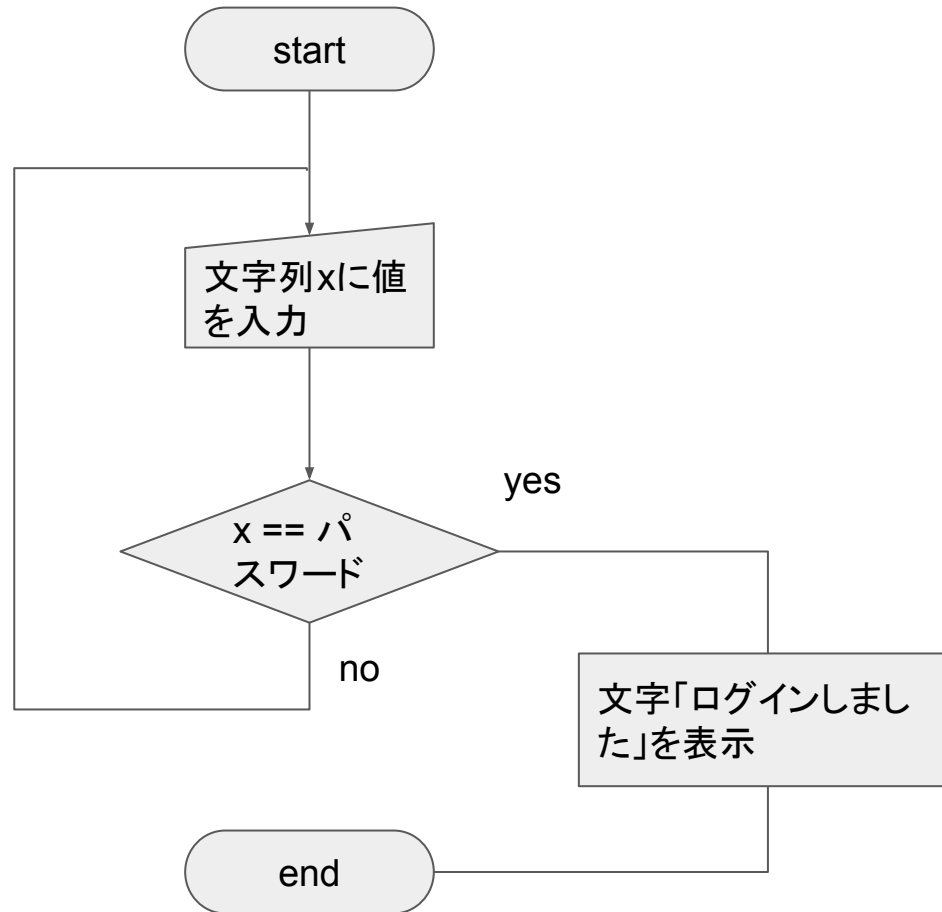 start
文字列xに値
を入力
yes
x == パ
スワード
no
文字「ログインしまし
た」を表示
end